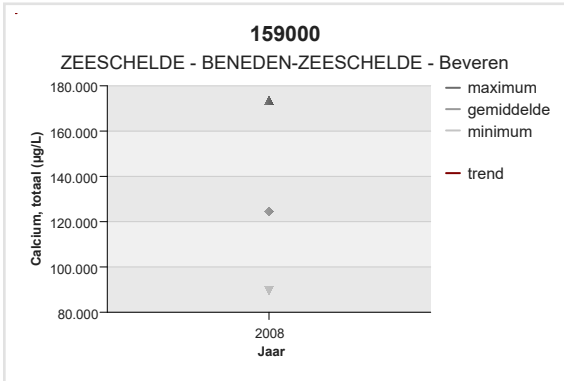 159000
ZEESCHELDE - BENEDEN-ZEESCHELDE - Beveren
Calcium, totaal (µg/L)
180.000
160.000
140.000
120.000
100.000
80.000
2008
Jaar
maximum
gemiddelde
minimum
trend